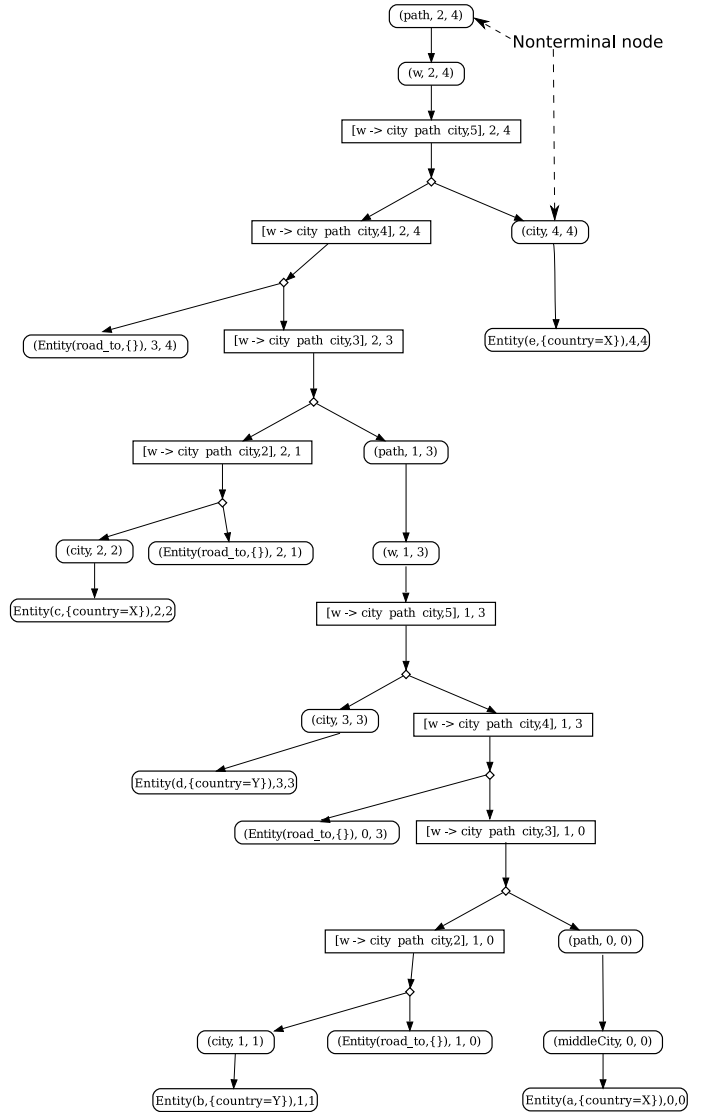 (path, 2, 4)
Nonterminal node
(w, 2, 4)
[w -> city path city,5], 2, 4
[w -> city path city,4], 2, 4
(city, 4, 4)
(Entity(road_to,{}), 3, 4)
[w -> city path city,3], 2, 3
Entity(e,{country=X}),4,4
[w -> city path city,2], 2, 1
(path, 1, 3)
(city, 2, 2)
(Entity(road_to,{}), 2, 1)
(w, 1, 3)
Entity(c,{country=X}),2,2
[w -> city path city,5], 1, 3
(city, 3, 3)
[w -> city path city,4], 1, 3
Entity(d,{country=Y}),3,3
(Entity(road_to,{}), 0, 3)
[w -> city path city,3], 1, 0
[w -> city path city,2], 1, 0
(path, 0, 0)
(city, 1, 1)
(Entity(road_to,{}), 1, 0)
(middleCity, 0, 0)
Entity(b,{country=Y}),1,1
Entity(a,{country=X}),0,0